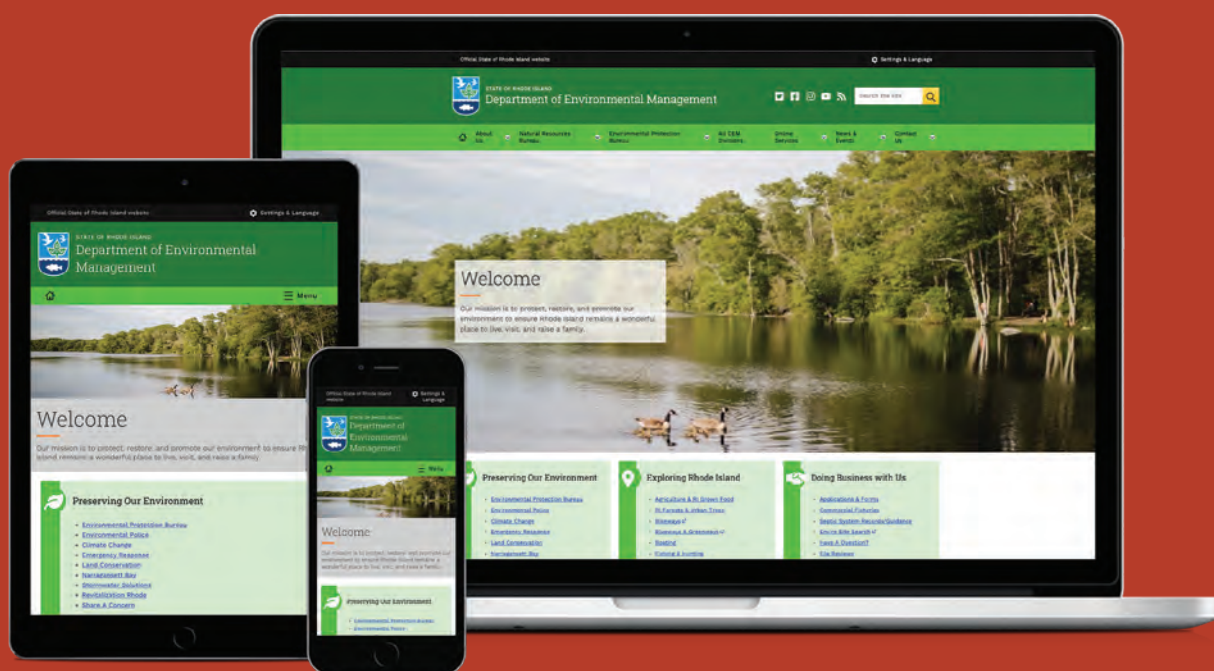 Official State of Rhode Island website
Settings & Language
STATE OF RHODE ISLAND
Department of Environmental Management
Search the site
About Us
Natural Resources Bureau
Environmental Protection Bureau
All DEM Divisions
Online Services
News & Events
Contact Us
Welcome
Our mission is to protect, restore, and promote our
environment to ensure Rhode Island remains a wonderful
place to live, visit, and raise a family.
Preserving Our Environment
Environmental Protection Bureau
Environmental Police
Climate Change
Emergency Response
Land Conservation
Narragansett Bay
Exploring Rhode Island
Agriculture & RI Grown Food
RI Forests & Urban Trees
Bikeways
Blueways & Greenways
Boating
Fishing & Hunting
Doing Business with Us
Applications & Forms
Commercial Fisheries
Septic System Records/Guidance
Enviro Site Search
Have A Question?
File Reviews
Official State of Rhode Island website
Settings & Language
STATE OF RHODE ISLAND
Department of Environmental
Management
Menu
Welcome
Our mission is to protect, restore, and promote our environment to ensure
Island remains a wonderful place to live, visit, and raise a family.
Preserving Our Environment
Environmental Protection Bureau
Environmental Police
Climate Change
Emergency Response
Land Conservation
Narragansett Bay
Stormwater Solutions
Revitalization Rhode
Share A Concern
Official State of Rhode Island
website
Settings &
Language
STATE OF RHODE ISLAND
Department of
Environmental
Management
Menu
Welcome
Our mission is to protect, restore, and promote our
environment to ensure Rhode Island remains a
wonderful place to live, visit, and raise a family.
Preserving Our Environment
Environmental Protection Bureau
Environmental Police